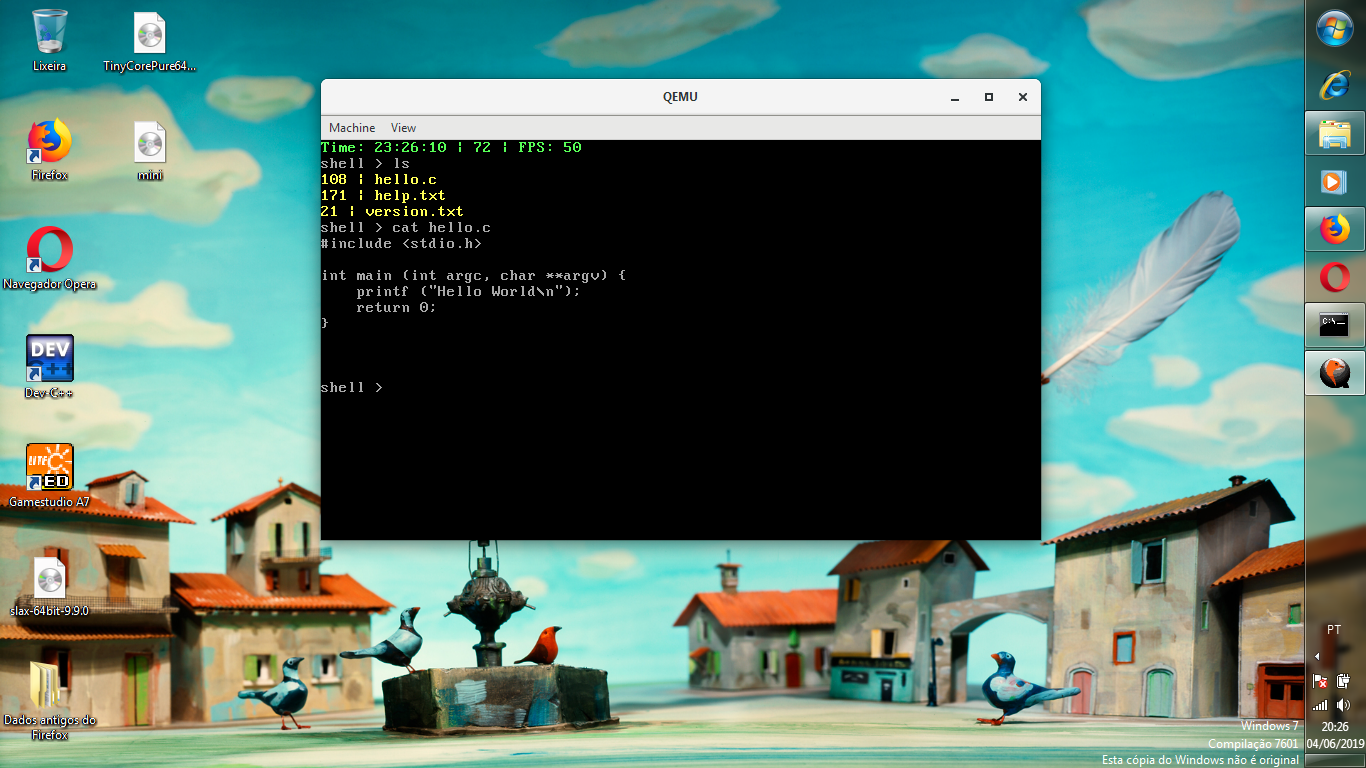 Lixeira
TinyCorePure64...
Firefox
mini
Navegador Opera
DEV
C++
Dev-C++
LITE C
ED
Gamestudio A7
slax-64bit-9.9.0
Dados antigos do
Firefox
QEMU
Machine View
Time: 23:26:10 | 72 | FPS: 50
shell > ls
108 | hello.c
171 | help.txt
21 | version.txt
shell > cat hello.c
#include <stdio.h>
int main (int argc, char **argv) {
    printf ("Hello World\n");
    return 0;
}
shell >
C:\_
PT
20:26
04/06/2019
Windows 7
Compilação 7601
Esta cópia do Windows não é original